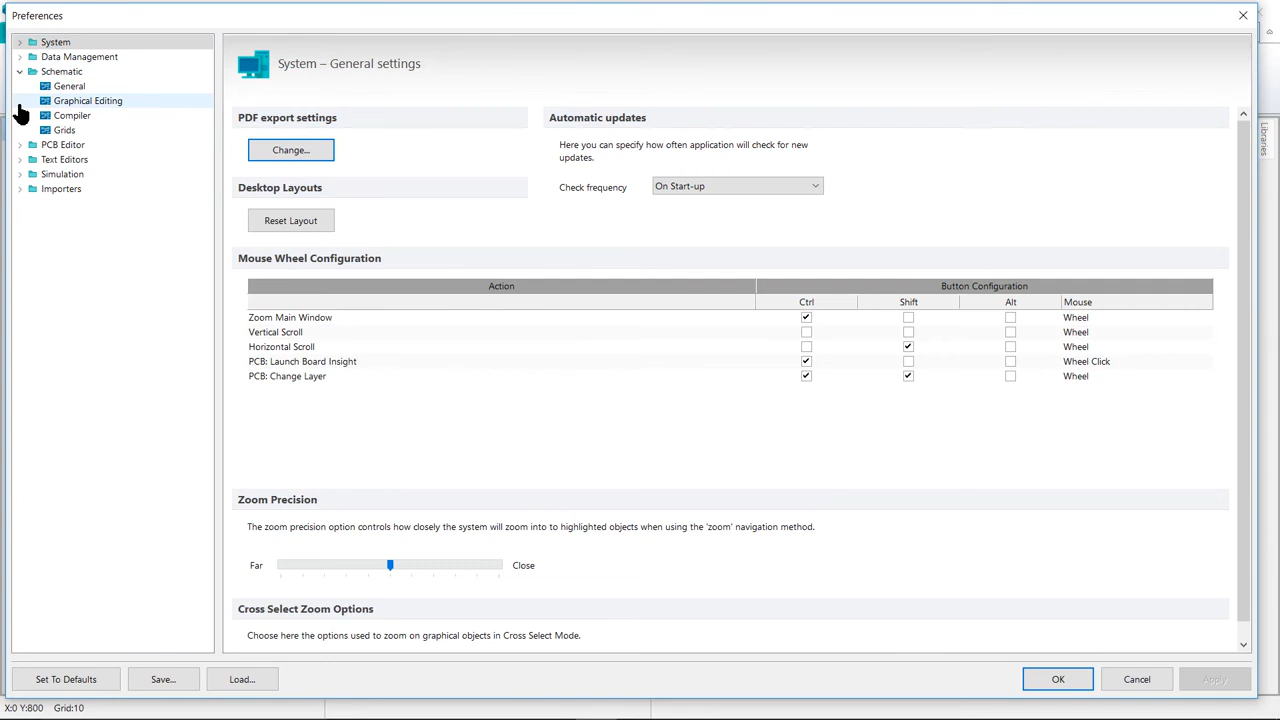 Preferences
System
Data Management
Schematic
General
Graphical Editing
Compiler
Grids
PCB Editor
Text Editors
Simulation
Importers
System – General settings
PDF export settings
Change...
Desktop Layouts
Reset Layout
Automatic updates
Here you can specify how often application will check for new
updates.
Check frequency On Start-up
Mouse Wheel Configuration
Action Button Configuration
Ctrl Shift Alt Mouse
Zoom Main Window Wheel
Vertical Scroll Wheel
Horizontal Scroll Wheel
PCB: Launch Board Insight Wheel Click
PCB: Change Layer Wheel
Zoom Precision
The zoom precision option controls how closely the system will zoom into to highlighted objects when using the 'zoom' navigation method.
Far Close
Cross Select Zoom Options
Choose here the options used to zoom on graphical objects in Cross Select Mode.
Set To Defaults Save... Load... OK Cancel Apply
Libraries
X:0 Y:800 Grid:10